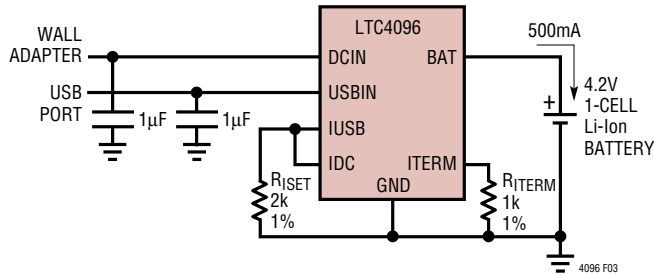 LTC4096
500mA
WALL
ADAPTER
DCIN
BAT
USB
PORT
USBIN
4.2V
1-CELL
Li-Ion
BATTERY
+
1µF
1µF
IUSB
IDC
ITERM
GND
RISET
2k
1%
RITERM
1k
1%
4096 F03